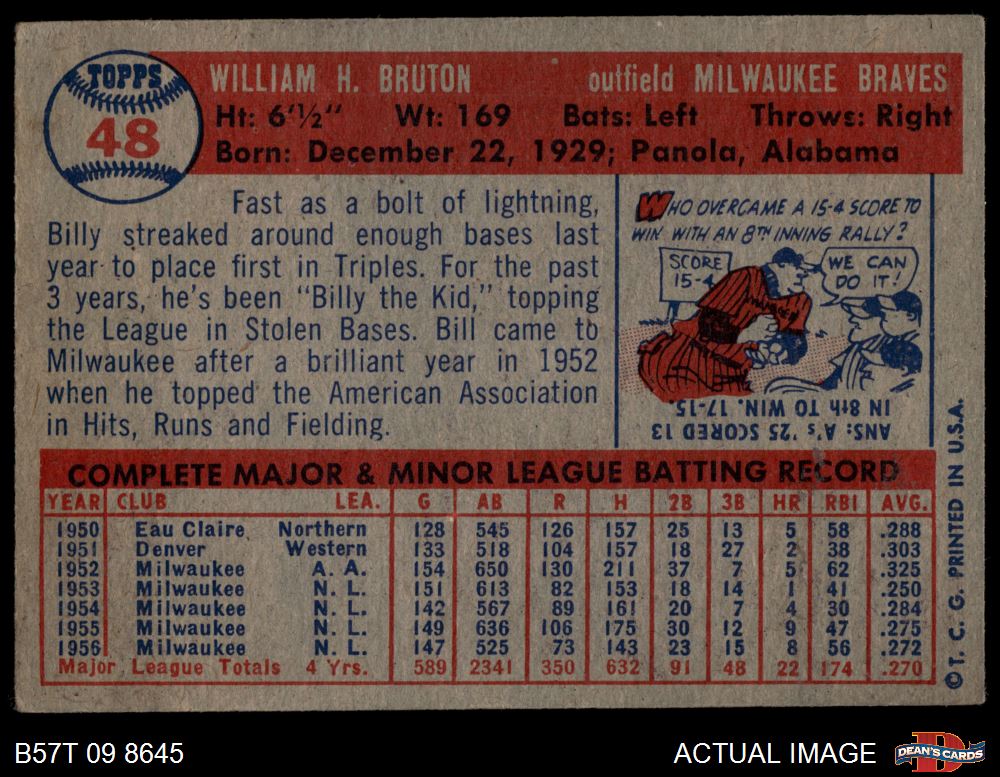 TOPPS
48
WILLIAM H. BRUTON outfield MILWAUKEE BRAVES
Ht: 6'½" Wt: 169 Bats: Left Throws: Right
Born: December 22, 1929; Panola, Alabama
Fast as a bolt of lightning,
Billy streaked around enough bases last
year to place first in Triples. For the past
3 years, he's been "Billy the Kid," topping
the League in Stolen Bases. Bill came to
Milwaukee after a brilliant year in 1952
when he topped the American Association
in Hits, Runs and Fielding.
WHO OVERCAME A 15-4 SCORE TO
WIN WITH AN 8TH INNING RALLY?
SCORE
15-4
WE CAN
DO IT!
MANAGER
ANS: A's '25 SCORED 13
IN 8th TO WIN. 17-15.
COMPLETE MAJOR & MINOR LEAGUE BATTING RECORD
YEAR CLUB LEA. G AB R H 2B 3B HR RBI AVG.
1950 Eau Claire Northern 128 545 126 157 25 13 5 58 .288
1951 Denver Western 133 518 104 157 18 27 2 38 .303
1952 Milwaukee A. A. 154 650 130 211 37 7 5 62 .325
1953 Milwaukee N. L. 151 613 82 153 18 14 1 41 .250
1954 Milwaukee N. L. 142 567 89 161 20 7 4 30 .284
1955 Milwaukee N. L. 149 636 106 175 30 12 9 47 .275
1956 Milwaukee N. L. 147 525 73 143 23 15 8 56 .272
Major League Totals 4 Yrs. 589 2341 350 632 91 48 22 174 .270
© T. C. G. PRINTED IN U.S.A.
B57T 09 8645 ACTUAL IMAGE
DEAN'S CARDS